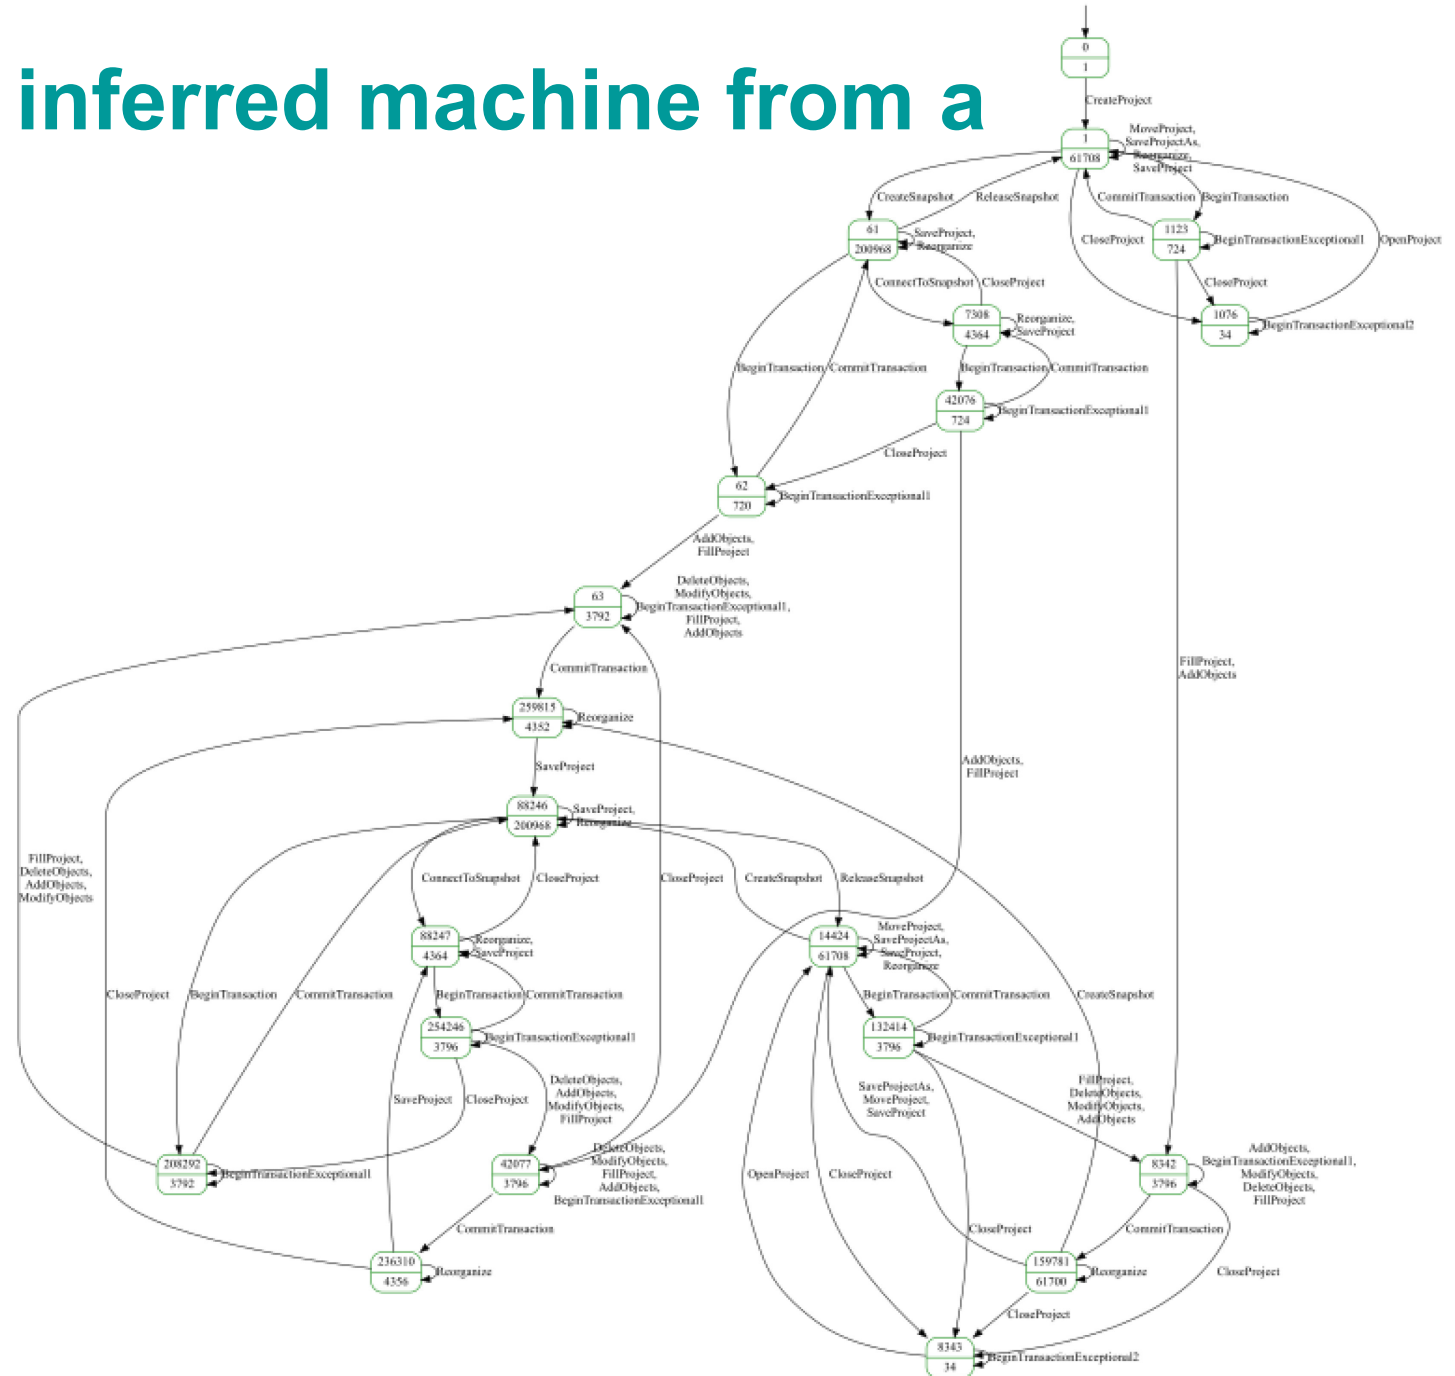 inferred machine from a
0
1
CreateProject
1
61708
MoveProject,
SaveProjectAs,
Reorganize,
SaveProject
CreateSnapshot
ReleaseSnapshot
CommitTransaction
BeginTransaction
61
200968
SaveProject,
Reorganize
CloseProject
1123
724
BeginTransactionExceptional1
OpenProject
ConnectToSnapshot
CloseProject
CloseProject
7308
4364
Reorganize,
SaveProject
1076
34
BeginTransactionExceptional2
BeginTransaction
CommitTransaction
BeginTransaction
CommitTransaction
42076
724
BeginTransactionExceptional1
CloseProject
62
720
BeginTransactionExceptional1
AddObjects,
FillProject
63
3792
DeleteObjects,
ModifyObjects,
BeginTransactionExceptional1,
FillProject,
AddObjects
CommitTransaction
FillProject,
AddObjects
259815
4352
Reorganize
SaveProject
AddObjects,
FillProject
88246
200968
SaveProject,
Reorganize
FillProject,
DeleteObjects,
AddObjects,
ModifyObjects
ConnectToSnapshot
CloseProject
CloseProject
CreateSnapshot
ReleaseSnapshot
88247
4364
Reorganize,
SaveProject
14424
61708
MoveProject,
SaveProjectAs,
SaveProject,
Reorganize
CloseProject
BeginTransaction
CommitTransaction
BeginTransaction
CommitTransaction
BeginTransaction
CommitTransaction
CreateSnapshot
254246
3796
BeginTransactionExceptional1
132414
3796
BeginTransactionExceptional1
SaveProject
CloseProject
DeleteObjects,
AddObjects,
ModifyObjects,
FillProject
SaveProjectAs,
MoveProject,
SaveProject
FillProject,
DeleteObjects,
ModifyObjects,
AddObjects
208292
3792
BeginTransactionExceptional1
42077
3796
DeleteObjects,
ModifyObjects,
FillProject,
AddObjects,
BeginTransactionExceptional1
OpenProject
CloseProject
8342
3796
AddObjects,
BeginTransactionExceptional1,
ModifyObjects,
DeleteObjects,
FillProject
CommitTransaction
CloseProject
CommitTransaction
236310
4356
Reorganize
159781
61700
Reorganize
CloseProject
CloseProject
8343
34
BeginTransactionExceptional2